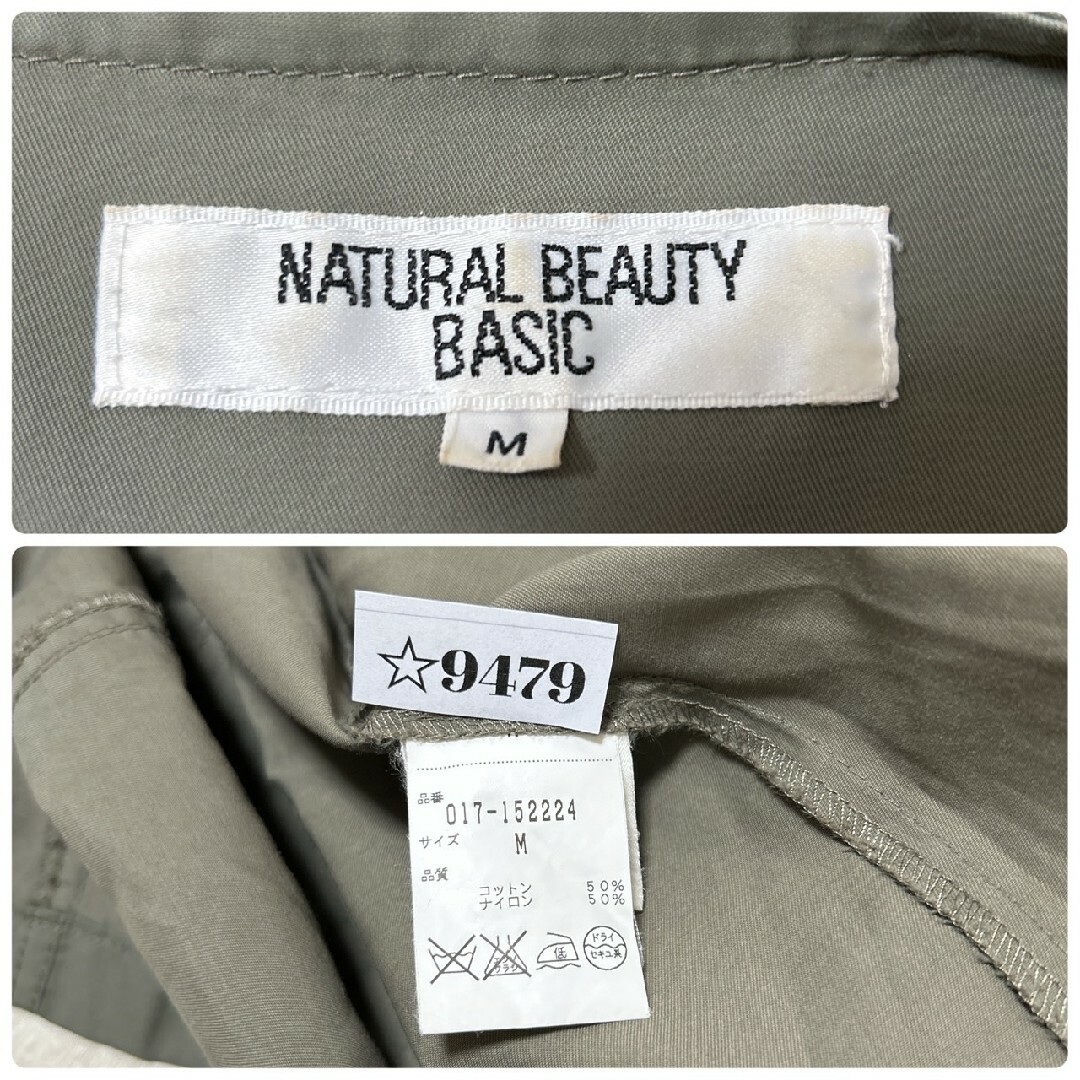 NATURAL BEAUTY
BASIC
M
☆9479
品番
017-152224
サイズ
M
品質
コットン 50%
ナイロン 50%
低
ドライ
セキユ系